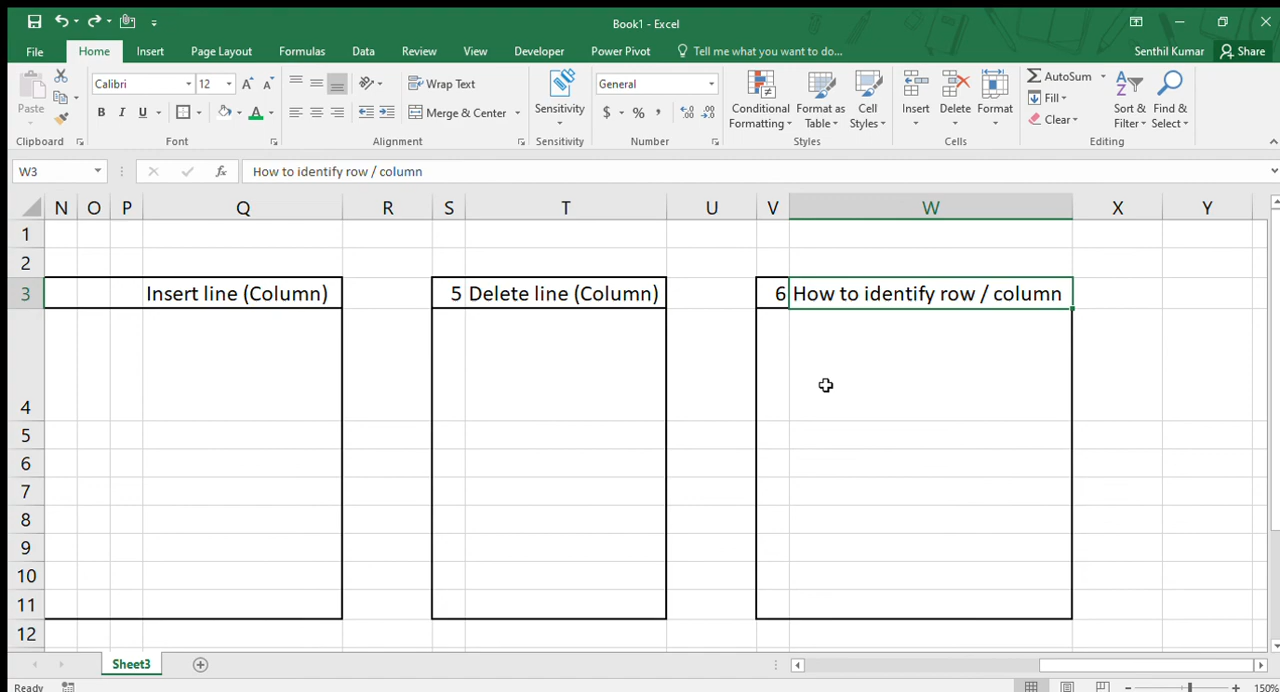 Book1 - Excel
File Home Insert Page Layout Formulas Data Review View Developer Power Pivot Tell me what you want to do... Senthil Kumar Share
Paste
Calibri 12
B I U
A
Wrap Text
Merge & Center
Sensitivity
General
$ % ,
Conditional Formatting
Format as Table
Cell Styles
Insert
Delete
Format
AutoSum
Fill
Clear
Sort & Filter
Find & Select
Clipboard Font Alignment Sensitivity Number Styles Cells Editing
W3 fx How to identify row / column
N O P Q R S T U V W X Y
1
2
3 Insert line (Column) 5 Delete line (Column) 6 How to identify row / column
4
5
6
7
8
9
10
11
12
Sheet3
Ready 150%